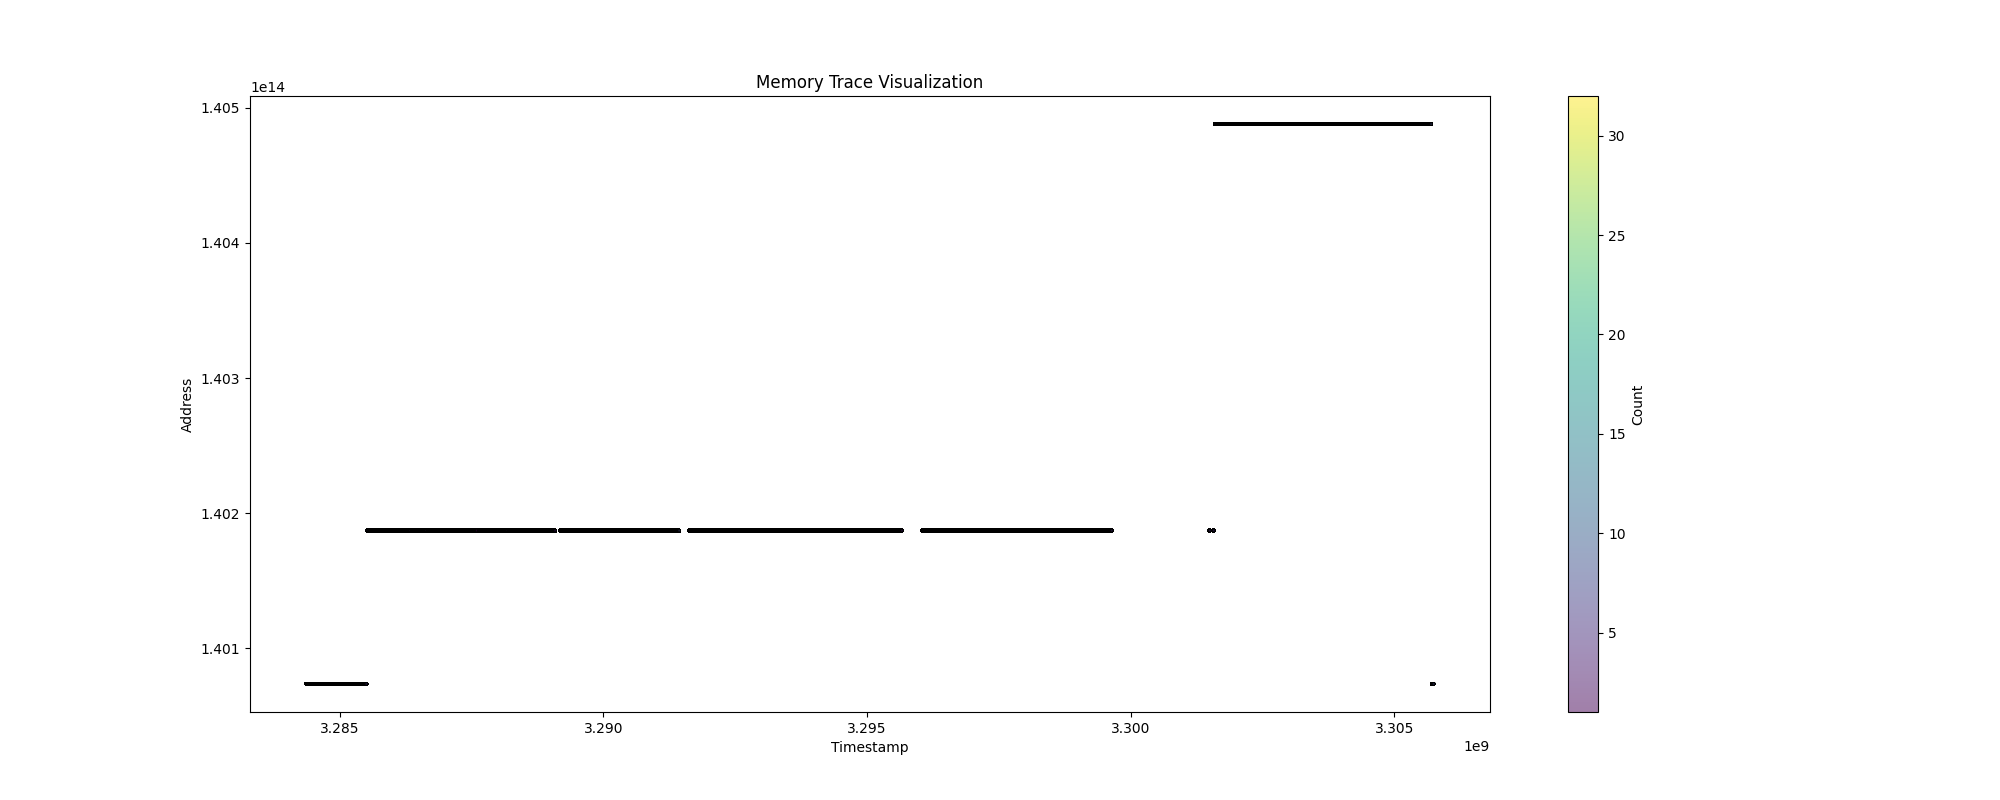 Memory Trace Visualization
1e14
1.405
1.404
1.403
1.402
1.401
Address
3.285 3.290 3.295 3.300 3.305
1e9
Timestamp
30
25
20
15
10
5
Count